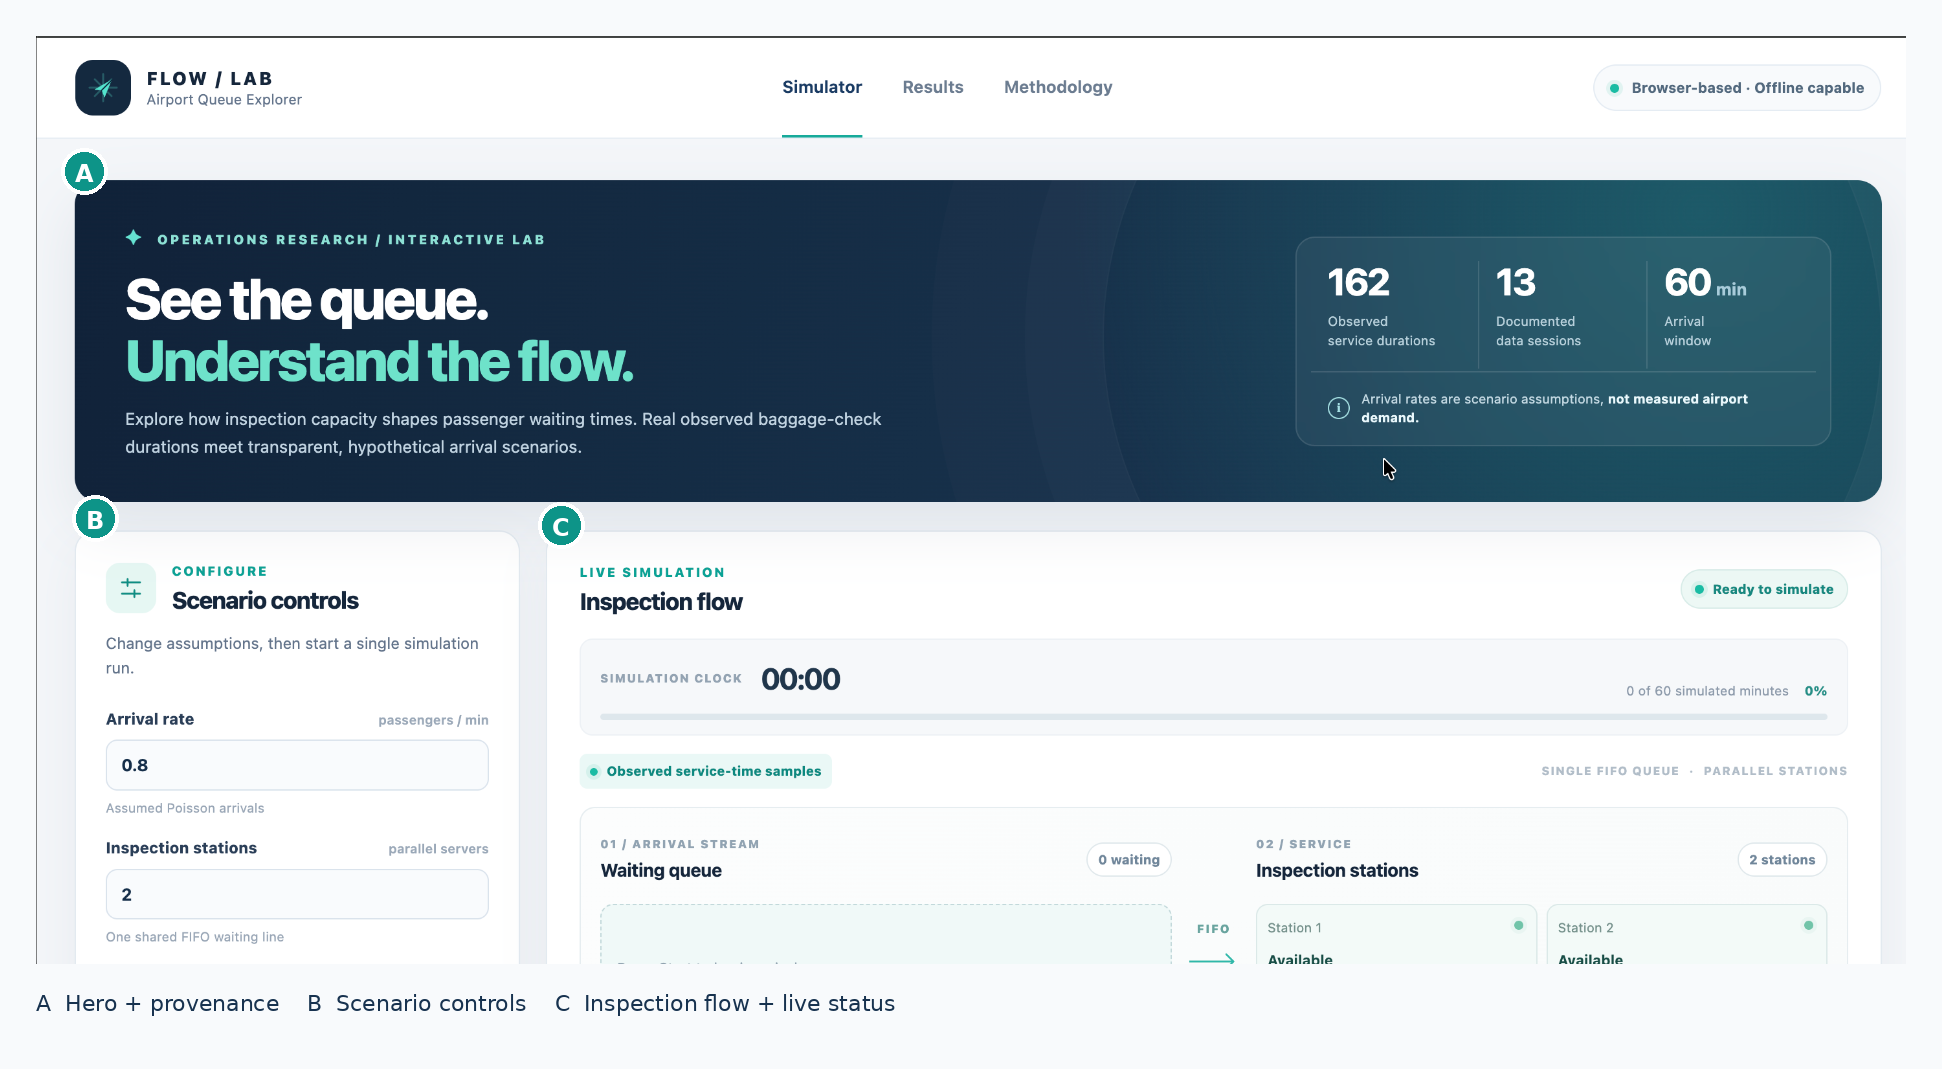 FLOW / LAB
Airport Queue Explorer
Simulator
Results
Methodology
Browser-based · Offline capable
A
OPERATIONS RESEARCH / INTERACTIVE LAB
See the queue.
Understand the flow.
Explore how inspection capacity shapes passenger waiting times. Real observed baggage-check
durations meet transparent, hypothetical arrival scenarios.
162
Observed
service durations
13
Documented
data sessions
60 min
Arrival
window
Arrival rates are scenario assumptions, not measured airport
demand.
B
CONFIGURE
Scenario controls
Change assumptions, then start a single simulation
run.
Arrival rate
passengers / min
0.8
Assumed Poisson arrivals
Inspection stations
parallel servers
2
One shared FIFO waiting line
C
LIVE SIMULATION
Inspection flow
Ready to simulate
SIMULATION CLOCK 00:00
0 of 60 simulated minutes 0%
Observed service-time samples
SINGLE FIFO QUEUE · PARALLEL STATIONS
01 / ARRIVAL STREAM
Waiting queue
0 waiting
FIFO
02 / SERVICE
Inspection stations
2 stations
Station 1
Available
Station 2
Available
A Hero + provenance B Scenario controls C Inspection flow + live status